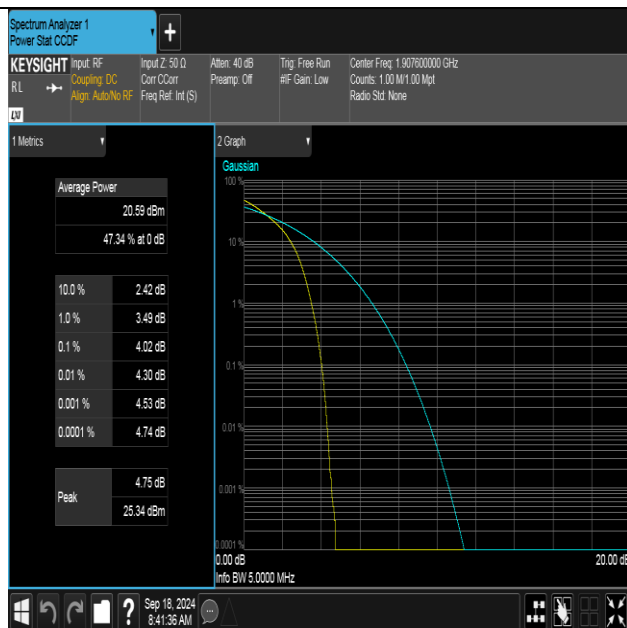 Spectrum Analyzer 1
Power Stat CCDF
+
KEYSIGHT
RL
LXI
Input: RF
Coupling: DC
Align: Auto/No RF
Input Z: 50 Ω
Corr CCorr
Freq Ref: Int (S)
Atten: 40 dB
Preamp: Off
Trig: Free Run
#IF Gain: Low
Center Freq: 1.907600000 GHz
Counts: 1.00 M/1.00 Mpt
Radio Std: None
1 Metrics
Average Power
20.59 dBm
47.34 % at 0 dB
10.0 % 2.42 dB
1.0 % 3.49 dB
0.1 % 4.02 dB
0.01 % 4.30 dB
0.001 % 4.53 dB
0.0001 % 4.74 dB
Peak
4.75 dB
25.34 dBm
2 Graph
Gaussian
100 %
10 %
1 %
0.1 %
0.01 %
0.001 %
0.0001 %
0.00 dB
20.00 dB
Info BW 5.0000 MHz
?
Sep 18, 2024
8:41:36 AM